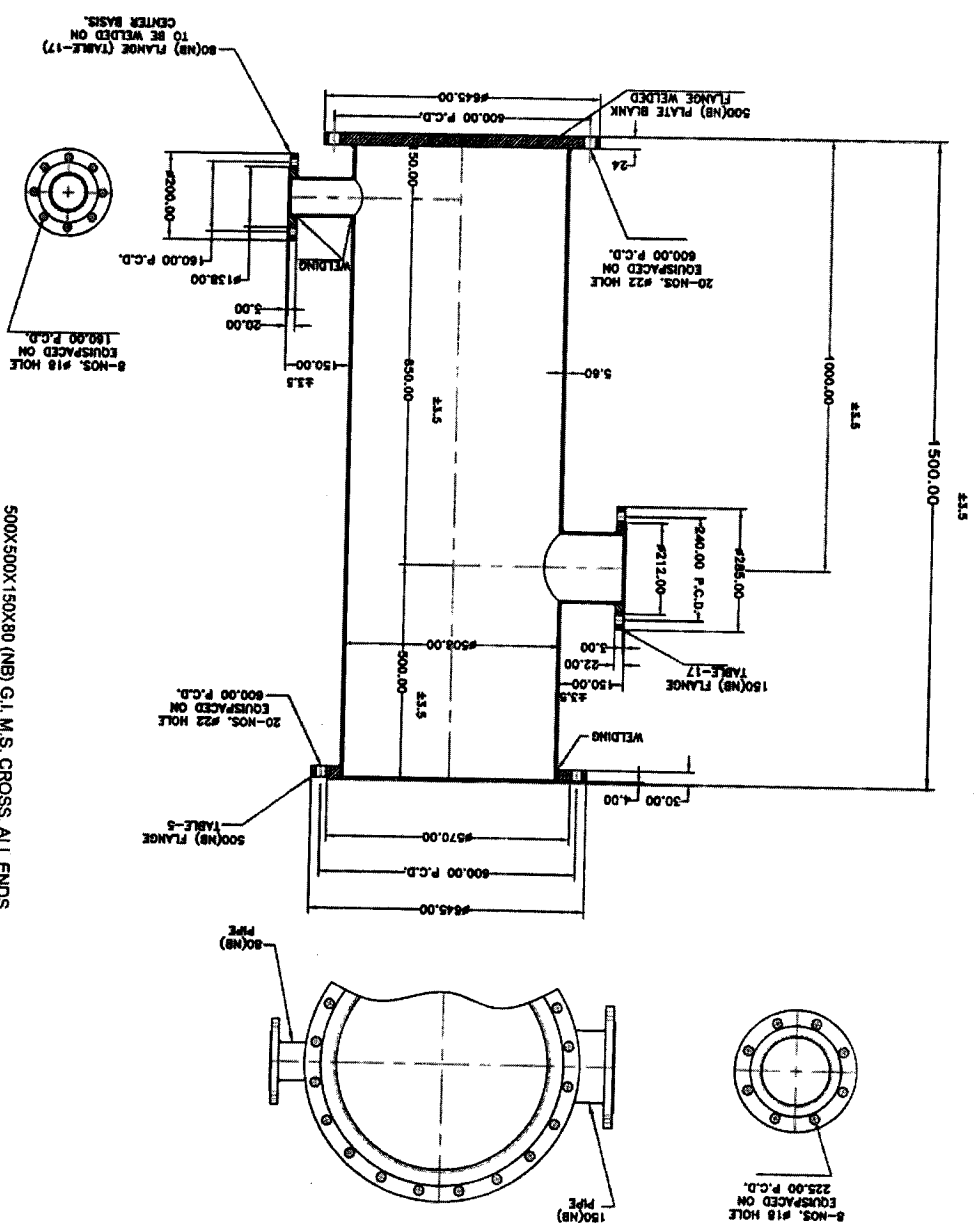 8-NOS. ø18 HOLE
EQUISPACED ON
225.00 P.C.D.
150(NB)
PIPE
80(NB)
PIPE
ø645.00
600.00 P.C.D.
ø570.00
500(NB) FLANGE
TABLE-5
30.00
4.00
WELDING
20-NOS. ø22 HOLE
EQUISPACED ON
600.00 P.C.D.
150.00
±3.5
22.00
3.00
150(NB) FLANGE
TABLE-17
500.00
±3.5
ø508.00
ø285.00
240.00 P.C.D.
ø212.00
1500.00
±3.5
1000.00
±3.5
5.60
850.00
±3.5
150.00
±3.5
20.00
3.00
8-NOS. ø18 HOLE
EQUISPACED ON
160.00 P.C.D.
ø138.00
160.00 P.C.D.
ø200.00
WELDING
20-NOS. ø22 HOLE
EQUISPACED ON
600.00 P.C.D.
24
50.00
500(NB) PLATE BLANK
FLANGE WELDED
600.00 P.C.D.
ø645.00
80(NB) FLANGE (TABLE-17)
TO BE WELDED ON
CENTER BASIS.
500X500X150X80 (NB) G.I. M.S. CROSS ALL ENDS